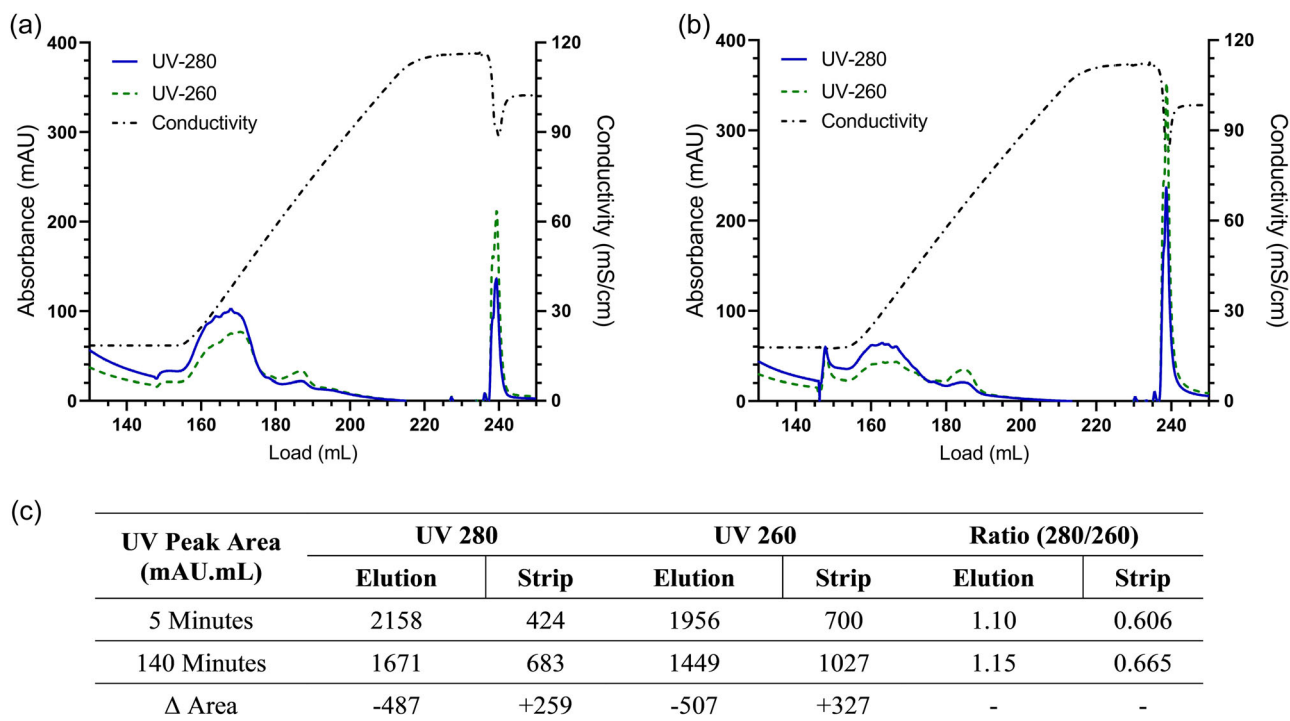 (a)
400
300
200
100
0
Absorbance (mAU)
UV-280
UV-260
Conductivity
120
90
60
30
0
Conductivity (mS/cm)
140 160 180 200 220 240
Load (mL)
(b)
400
300
200
100
0
Absorbance (mAU)
UV-280
UV-260
Conductivity
120
90
60
30
0
Conductivity (mS/cm)
140 160 180 200 220 240
Load (mL)
(c)
UV Peak Area (mAU.mL) UV 280 UV 260 Ratio (280/260)
Elution Strip Elution Strip Elution Strip
5 Minutes 2158 424 1956 700 1.10 0.606
140 Minutes 1671 683 1449 1027 1.15 0.665
Δ Area -487 +259 -507 +327 - -